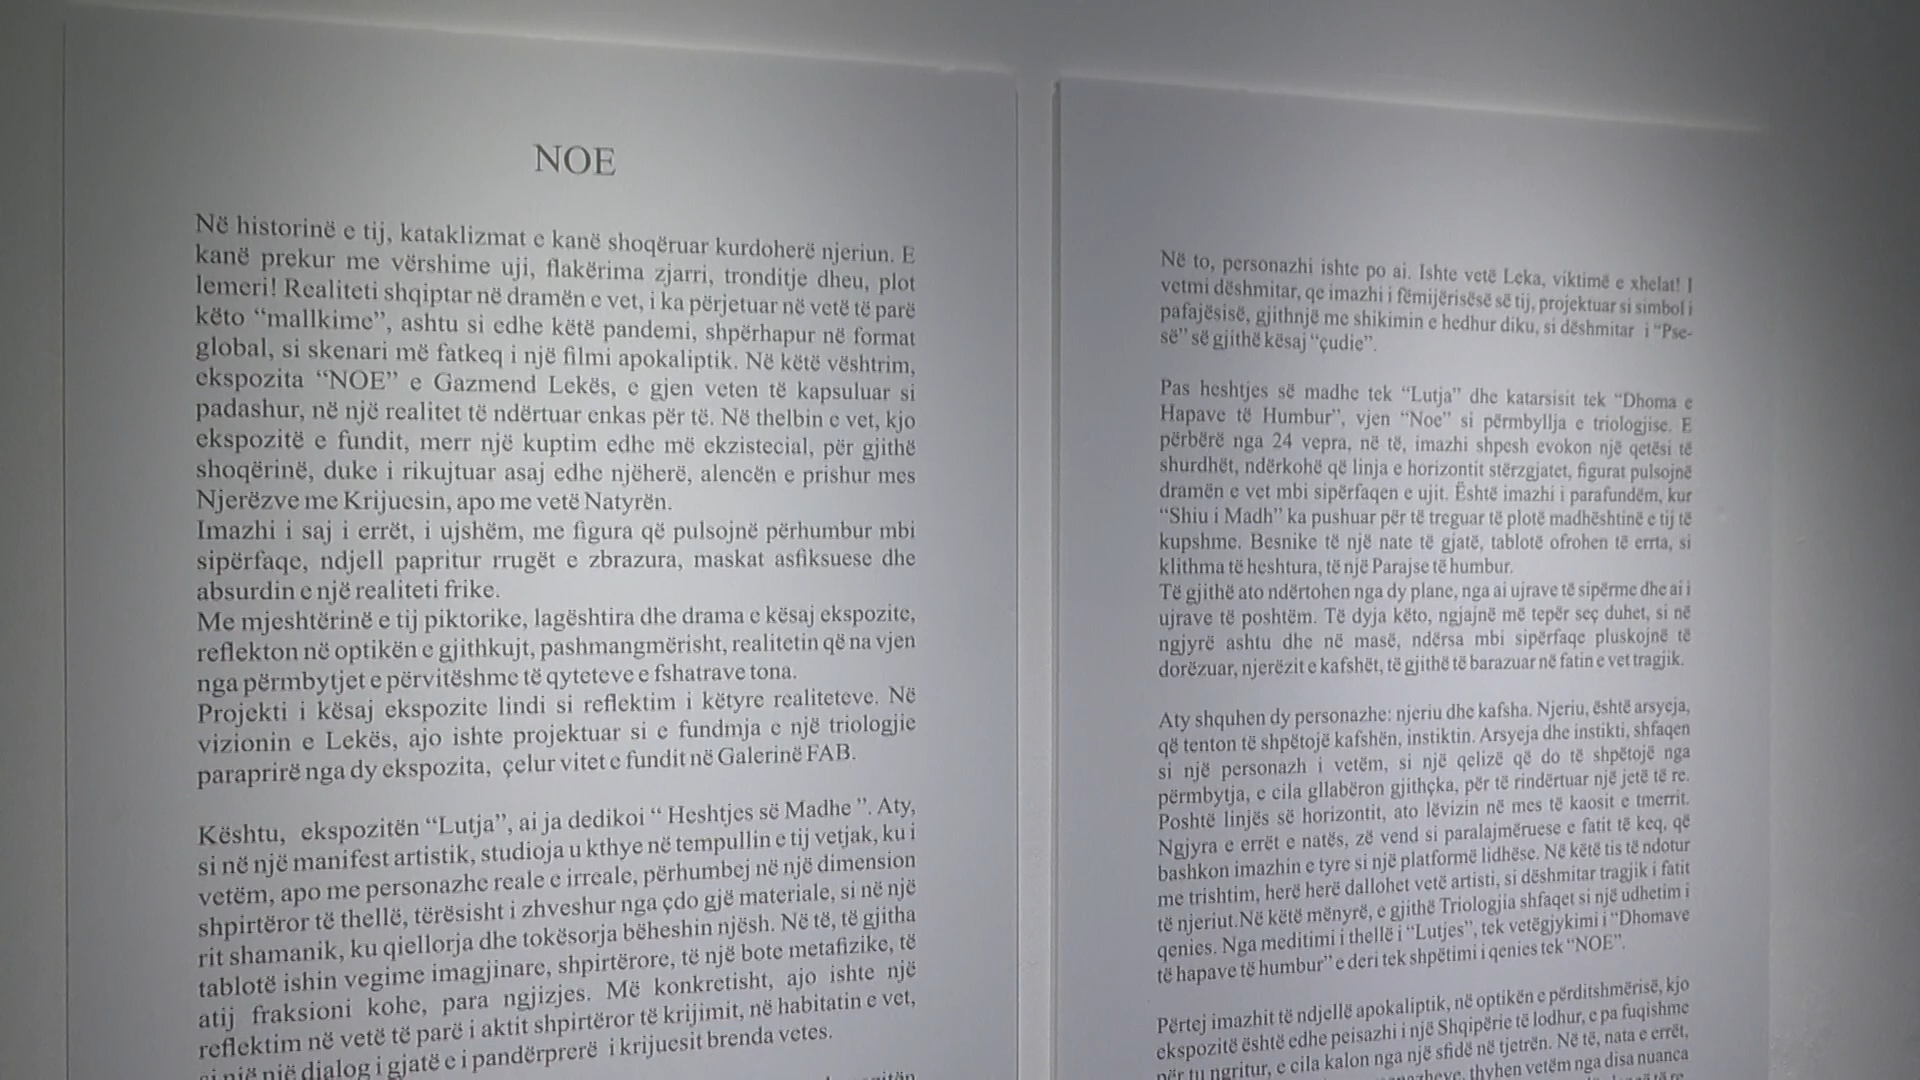 NOE
Në historinë e tij, kataklizmat e kanë shoqëruar kurdoherë njeriun. E
kanë prekur me vërshime uji, flakërima zjarri, tronditje dheu, plot
lemeri! Realiteti shqiptar në dramën e vet, i ka përjetuar në vetë të parë
këto “mallkime”, ashtu si edhe këtë pandemi, shpërhapur në format
global, si skenari më fatkeq i një filmi apokaliptik. Në këtë vështrim,
ekspozita “NOE” e Gazmend Lekës, e gjen veten të kapsuluar si
padashur, në një realitet të ndërtuar enkas për të. Në thelbin e vet, kjo
ekspozitë e fundit, merr një kuptim edhe më ekzistecial, për gjithë
shoqërinë, duke i rikujtuar asaj edhe njëherë, alencën e prishur mes
Njerëzve me Krijuesin, apo me vetë Natyrën.
Imazhi i saj i errët, i ujshëm, me figura që pulsojnë përhumbur mbi
sipërfaqe, ndjell papritur rrugët e zbrazura, maskat asfiksuese dhe
absurdin e një realiteti frike.
Me mjeshtërinë e tij piktorike, lagështira dhe drama e kësaj ekspozite,
reflekton në optikën e gjithkujt, pashmangmërisht, realitetin që na vjen
nga përmbytjet e përvitëshme të qyteteve e fshatrave tona.
Projekti i kësaj ekspozite lindi si reflektim i këtyre realiteteve. Në
vizionin e Lekës, ajo ishte projektuar si e fundmja e një triologjie
paraprirë nga dy ekspozita, çelur vitet e fundit në Galerinë FAB.
Kështu, ekspozitën “Lutja”, ai ja dedikoi “ Heshtjes së Madhe ”. Aty,
si në një manifest artistik, studioja u kthye në tempullin e tij vetjak, ku i
vetëm, apo me personazhe reale e irreale, përhumbej në një dimension
shpirtëror të thellë, tërësisht i zhveshur nga çdo gjë materiale, si në një
rit shamanik, ku qiellorja dhe tokësorja bëheshin njësh. Në të, të gjitha
tablotë ishin vegime imagjinare, shpirtërore, të një bote metafizike, të
atij fraksioni kohe, para ngjizjes. Më konkretisht, ajo ishte një
reflektim në vetë të parë i aktit shpirtëror të krijimit, në habitatin e vet,
si një një dialog i gjatë e i pandërprerë i krijuesit brenda vetes.
Në to, personazhi ishte po ai. Ishte vetë Leka, viktimë e xhelat! I
vetmi dëshmitar, qe imazhi i fëmijërisësë së tij, projektuar si simbol i
pafajësisë, gjithnjë me shikimin e hedhur diku, si dëshmitar i “Pse-
së” së gjithë kësaj “çudie”.
Pas heshtjes së madhe tek “Lutja” dhe katarsisit tek “Dhoma e
Hapave të Humbur”, vjen “Noe” si përmbyllja e triologjise. E
përbërë nga 24 vepra, në të, imazhi shpesh evokon një qetësi të
shurdhët, ndërkohë që linja e horizontit stërzgjatet, figurat pulsojnë
dramën e vet mbi sipërfaqen e ujit. Është imazhi i parafundëm, kur
“Shiu i Madh” ka pushuar për të treguar të plotë madhështinë e tij të
kupshme. Besnike të një nate të gjatë, tablotë ofrohen të errta, si
klithma të heshtura, të një Parajse të humbur.
Të gjithë ato ndërtohen nga dy plane, nga ai ujrave të sipërme dhe ai i
ujrave të poshtëm. Të dyja këto, ngjajnë më tepër seç duhet, si në
ngjyrë ashtu dhe në masë, ndërsa mbi sipërfaqe pluskojnë të
dorëzuar, njerëzit e kafshët, të gjithë të barazuar në fatin e vet tragjik.
Aty shquhen dy personazhe: njeriu dhe kafsha. Njeriu, është arsyeja,
që tenton të shpëtojë kafshën, instiktin. Arsyeja dhe instikti, shfaqen
si një personazh i vetëm, si një qelizë që do të shpëtojë nga
përmbytja, e cila gllabëron gjithçka, për të rindërtuar një jetë të re.
Poshtë linjës së horizontit, ato lëvizin në mes të kaosit e tmerrit.
Ngjyra e errët e natës, zë vend si paralajmëruese e fatit të keq, që
bashkon imazhin e tyre si një platformë lidhëse. Në këtë tis të ndotur
me trishtim, herë herë dallohet vetë artisti, si dëshmitar tragjik i fatit
të njeriut.Në këtë mënyrë, e gjithë Triologjia shfaqet si një udhetim i
qenies. Nga meditimi i thellë i “Lutjes”, tek vetëgjykimi i “Dhomave
të hapave të humbur” e deri tek shpëtimi i qenies tek “NOE”.
Përtej imazhit të ndjellë apokaliptik, në optikën e përditshmërisë, kjo
ekspozitë është edhe peisazhi i një Shqipërie të lodhur, e pa fuqishme
për tu ngritur, e cila kalon nga një sfidë në tjetrën. Në të, nata e errët,
thyhen vetëm nga disa nuanca